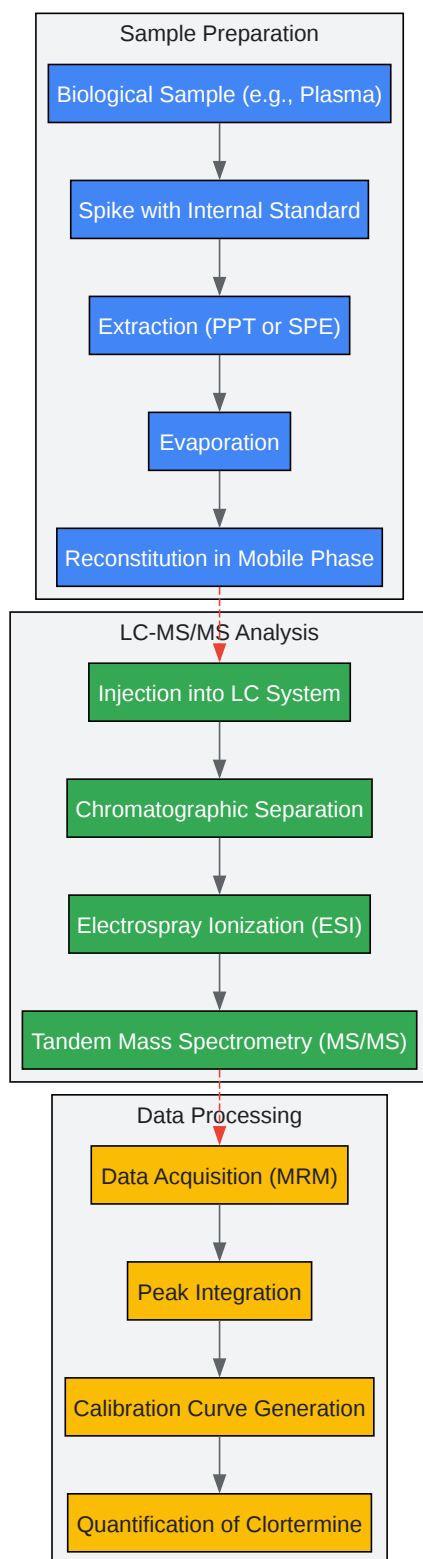 Sample Preparation
Biological Sample (e.g., Plasma)
Spike with Internal Standard
Extraction (PPT or SPE)
Evaporation
Reconstitution in Mobile Phase
LC-MS/MS Analysis
Injection into LC System
Chromatographic Separation
Electrospray Ionization (ESI)
Tandem Mass Spectrometry (MS/MS)
Data Processing
Data Acquisition (MRM)
Peak Integration
Calibration Curve Generation
Quantification of Clortermine